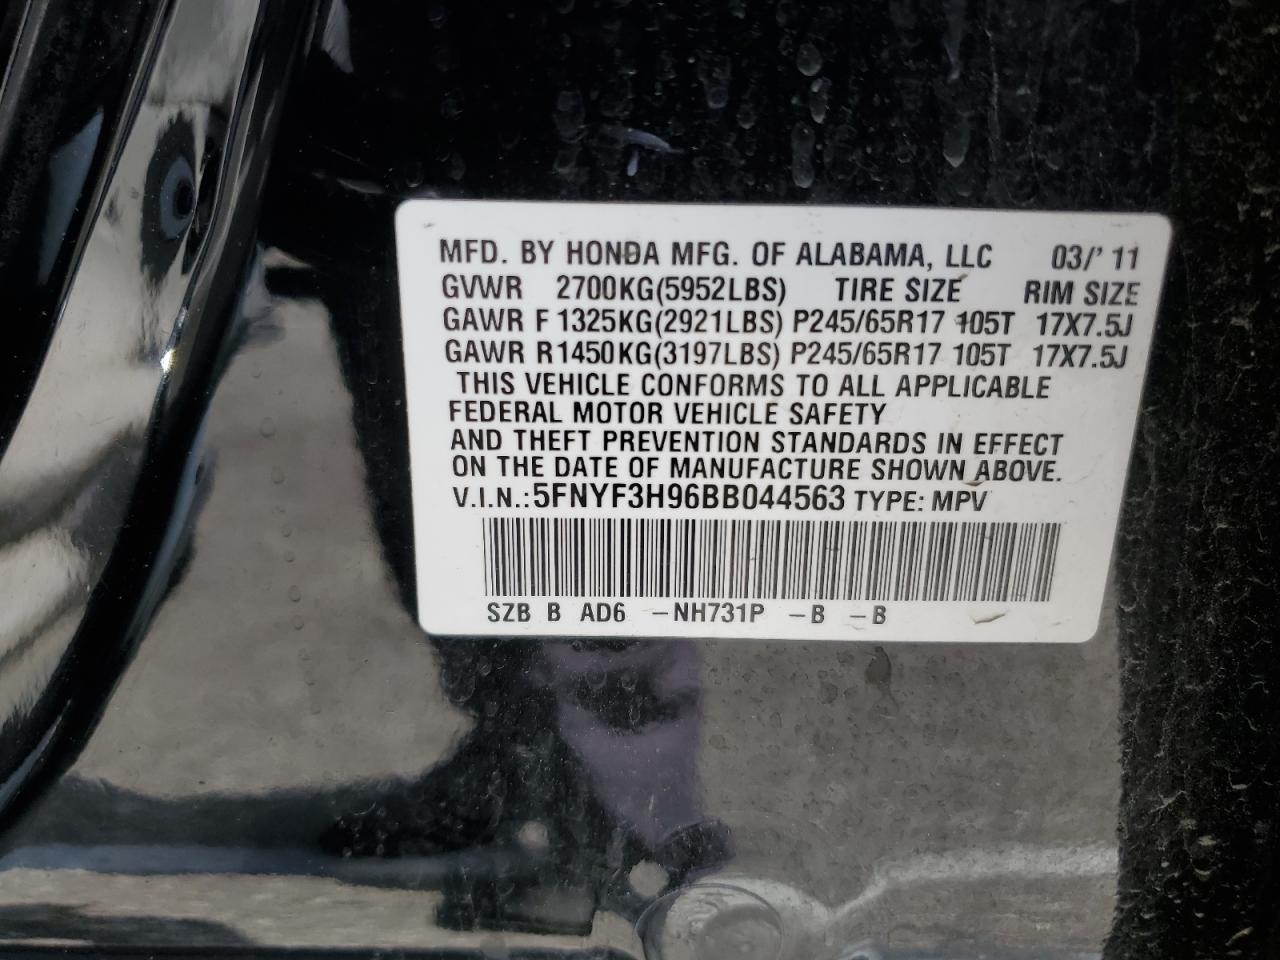 MFD. BY HONDA MFG. OF ALABAMA, LLC 03/' 11
GVWR 2700KG(5952LBS) TIRE SIZE RIM SIZE
GAWR F 1325KG(2921LBS) P245/65R17 105T 17X7.5J
GAWR R1450KG(3197LBS) P245/65R17 105T 17X7.5J
THIS VEHICLE CONFORMS TO ALL APPLICABLE
FEDERAL MOTOR VEHICLE SAFETY
AND THEFT PREVENTION STANDARDS IN EFFECT
ON THE DATE OF MANUFACTURE SHOWN ABOVE.
V.I.N.:5FNYF3H96BB044563 TYPE: MPV
SZB B AD6 -NH731P -B -B